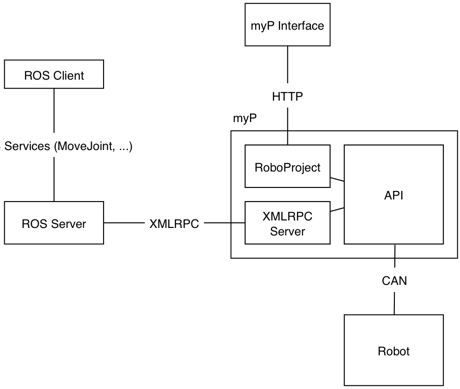 myP Interface
ROS Client
HTTP
myP
Services (MoveJoint, ...)
RoboProject
API
ROS Server
XMLRPC
XMLRPC
Server
CAN
Robot